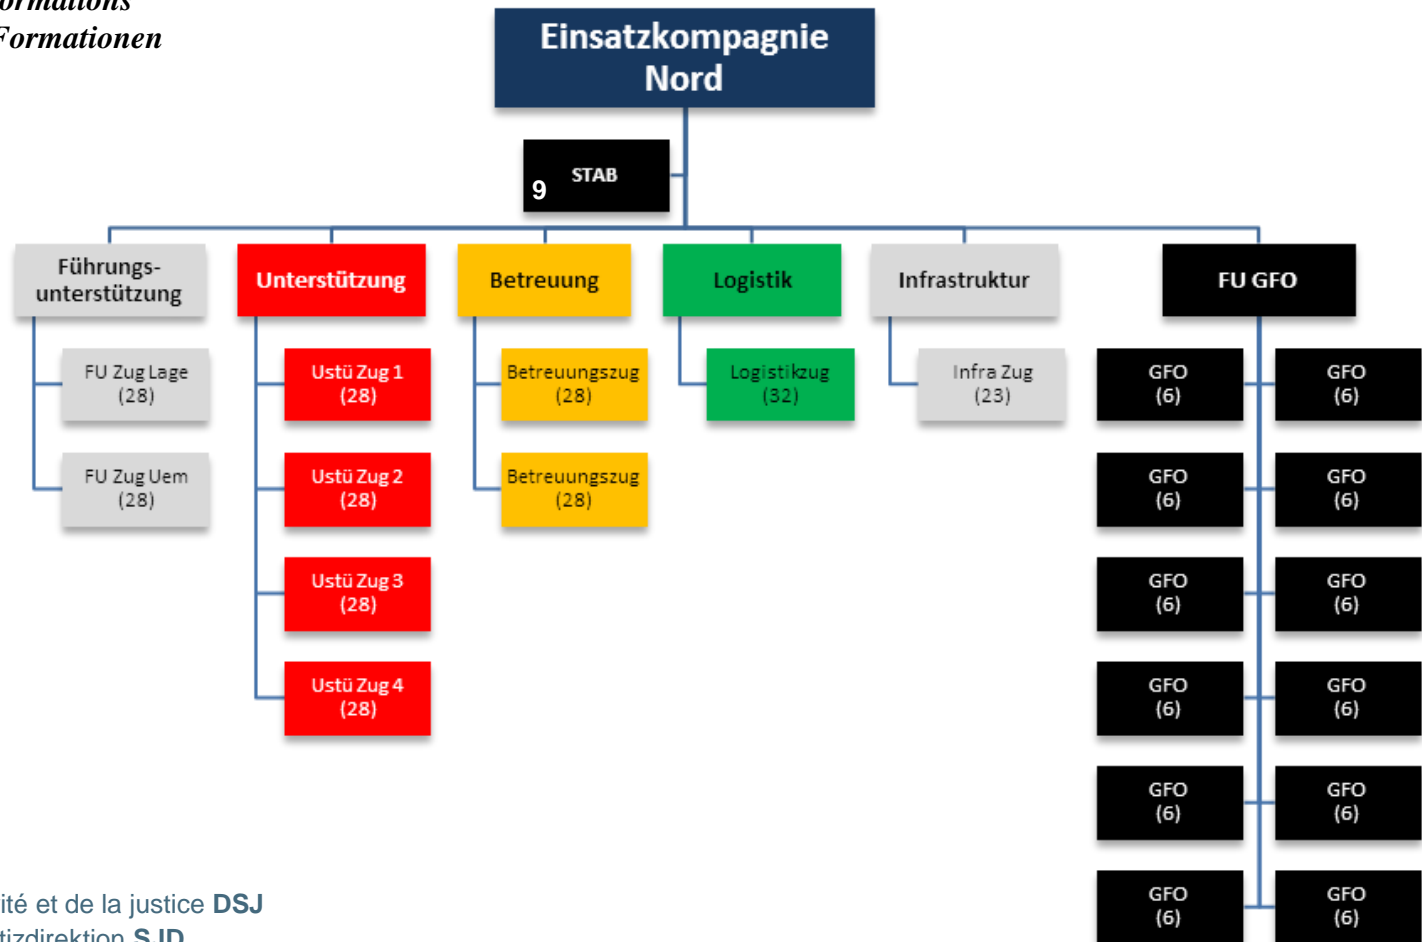 ormations
Formationen
Einsatzkompagnie
Nord
STAB
9
Führungs-
unterstützung
Unterstützung
Betreuung
Logistik
Infrastruktur
FU GFO
FU Zug Lage
(28)
Ustü Zug 1
(28)
Betreuungszug
(28)
Logistikzug
(32)
Infra Zug
(23)
GFO
(6)
GFO
(6)
FU Zug Uem
(28)
Ustü Zug 2
(28)
Betreuungszug
(28)
GFO
(6)
GFO
(6)
Ustü Zug 3
(28)
GFO
(6)
GFO
(6)
Ustü Zug 4
(28)
GFO
(6)
GFO
(6)
GFO
(6)
GFO
(6)
GFO
(6)
GFO
(6)
ité et de la justice DSJ
tizdirektion SJD